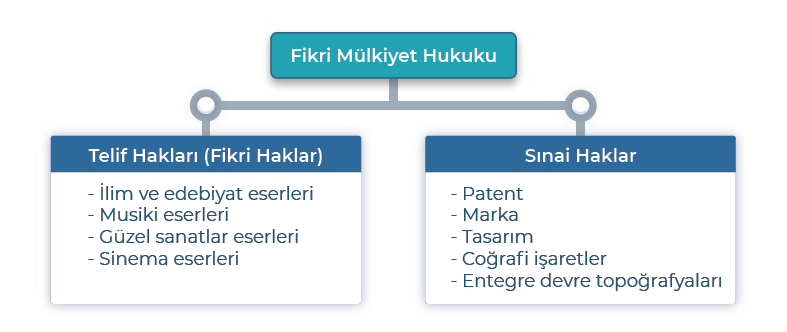 Fikri Mülkiyet Hukuku
Telif Hakları (Fikri Haklar)
- İlim ve edebiyat eserleri
- Musiki eserleri
- Güzel sanatlar eserleri
- Sinema eserleri
Sınai Haklar
- Patent
- Marka
- Tasarım
- Coğrafi işaretler
- Entegre devre topoğrafyaları